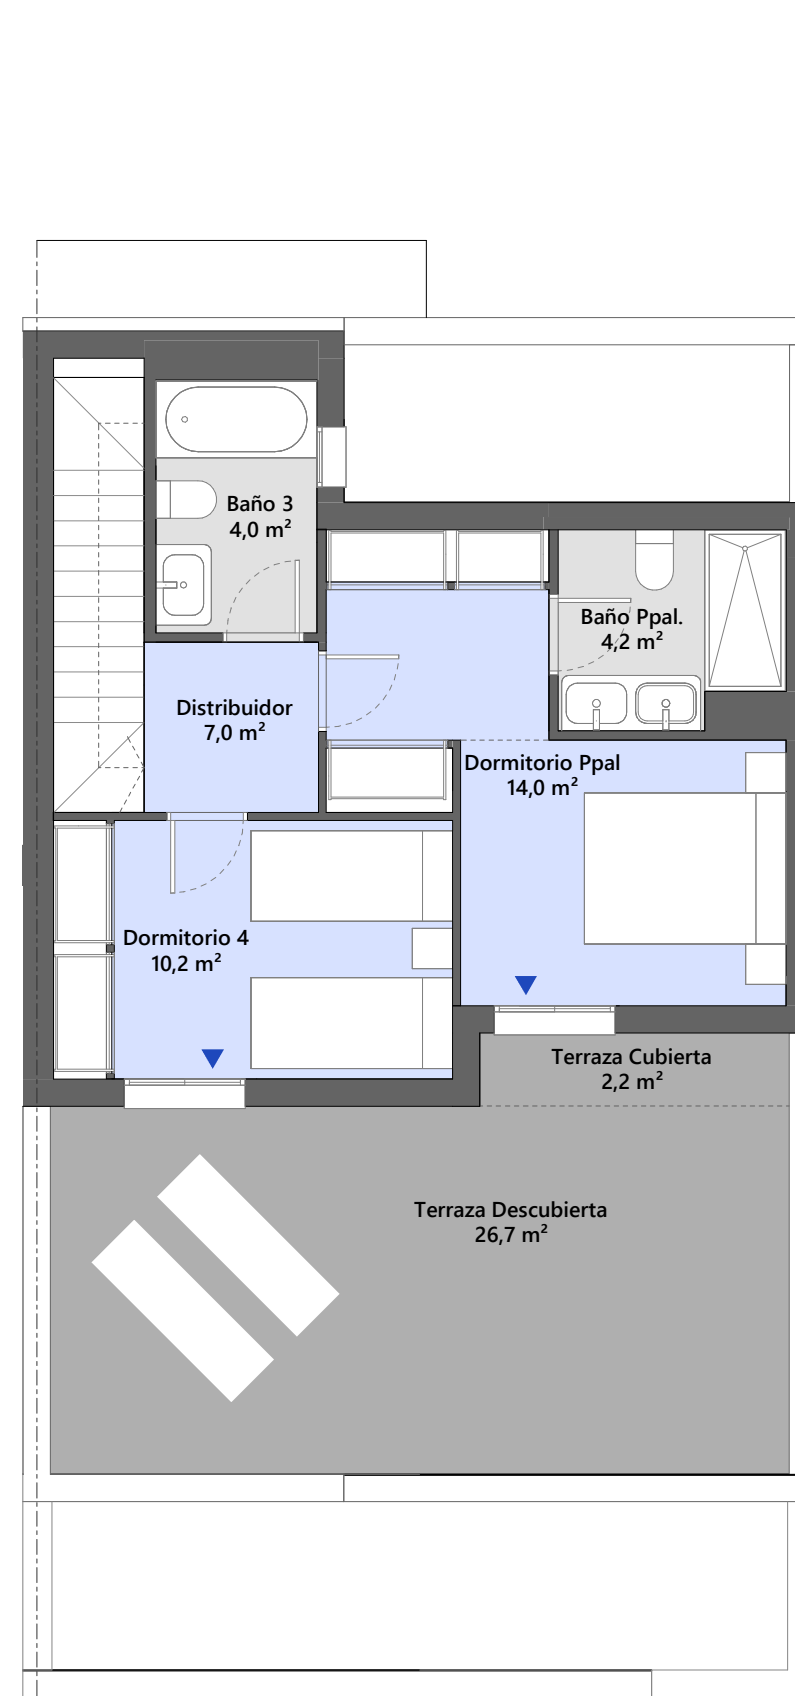 Baño 3
4,0 m²
Baño Ppal.
4,2 m²
Distribuidor
7,0 m²
Dormitorio Ppal
14,0 m²
Dormitorio 4
10,2 m²
Terraza Cubierta
2,2 m²
Terraza Descubierta
26,7 m²